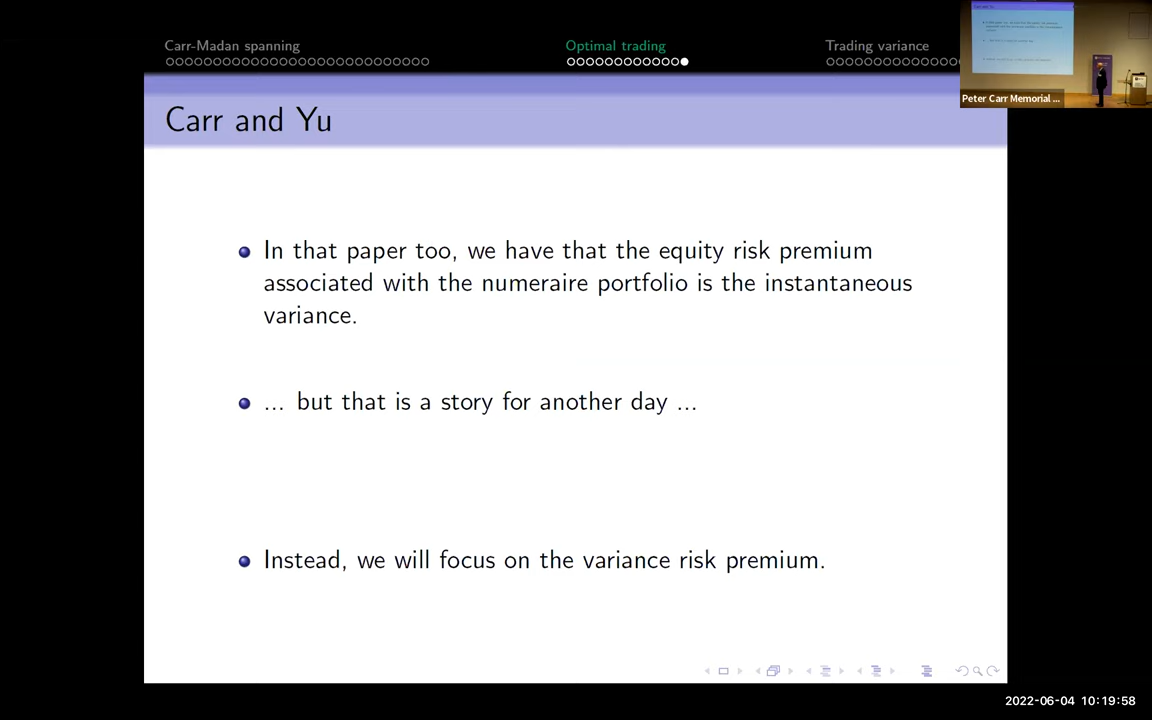 Carr-Madan spanning
Optimal trading
Trading variance
Peter Carr Memorial ...
Carr and Yu
In that paper too, we have that the equity risk premium
associated with the numeraire portfolio is the instantaneous
variance.
... but that is a story for another day ...
Instead, we will focus on the variance risk premium.
2022-06-04 10:19:58